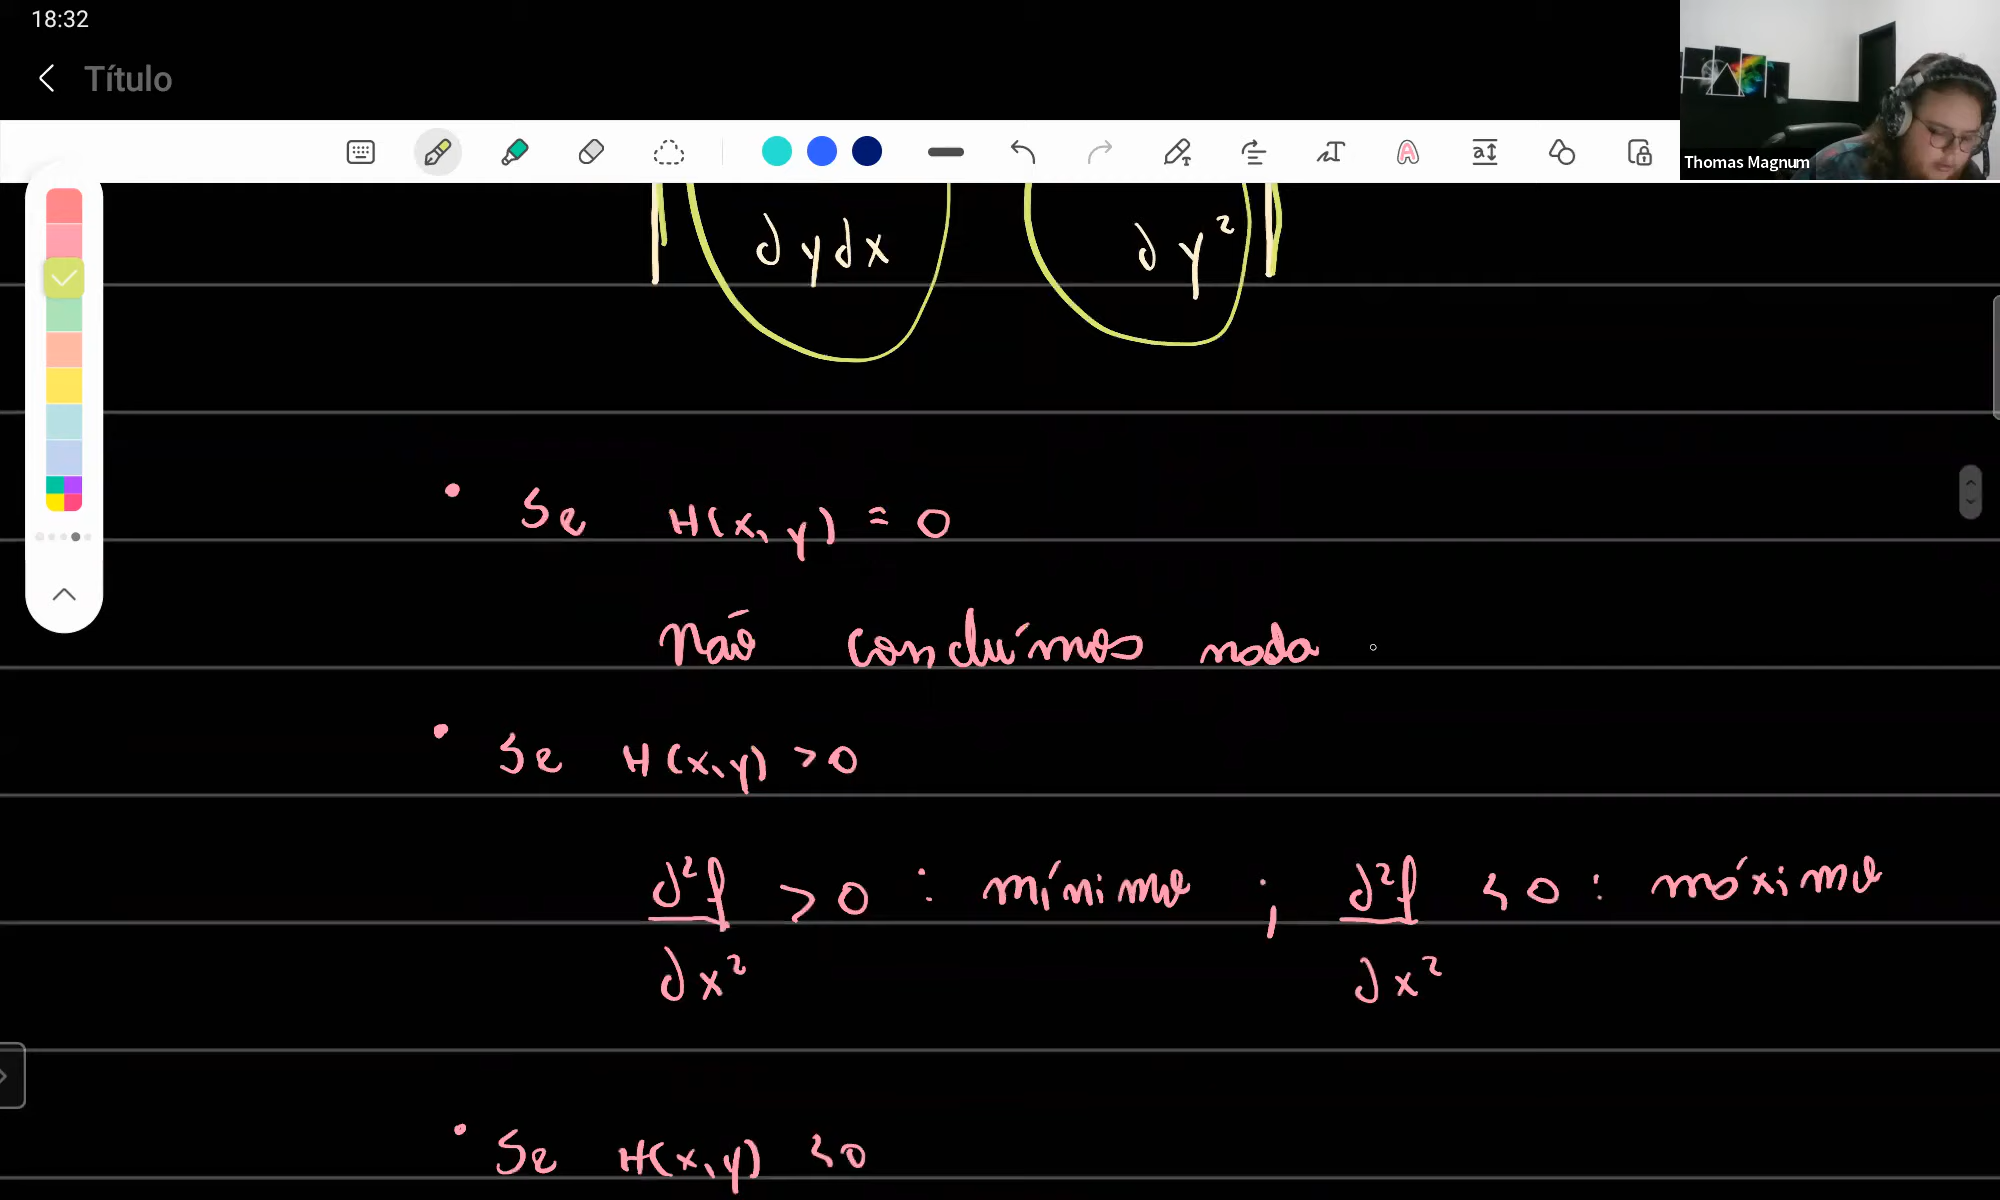 18:32
Título
Thomas Magnum
∂y∂x ∂y²
• Se H(x,y) = 0
Não concluímos nada
• Se H(x,y) > 0
∂²f/∂x² > 0 : mínimo ; ∂²f/∂x² < 0 : máximo
• Se H(x,y) < 0